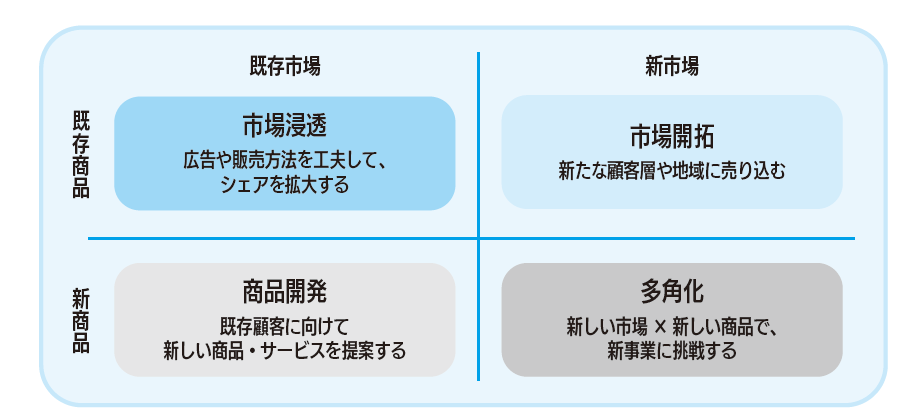 既存市場
新市場
既存商品
市場浸透
広告や販売方法を工夫して、
シェアを拡大する
市場開拓
新たな顧客層や地域に売り込む
新商品
商品開発
既存顧客に向けて
新しい商品・サービスを提案する
多角化
新しい市場 × 新しい商品で、
新事業に挑戦する